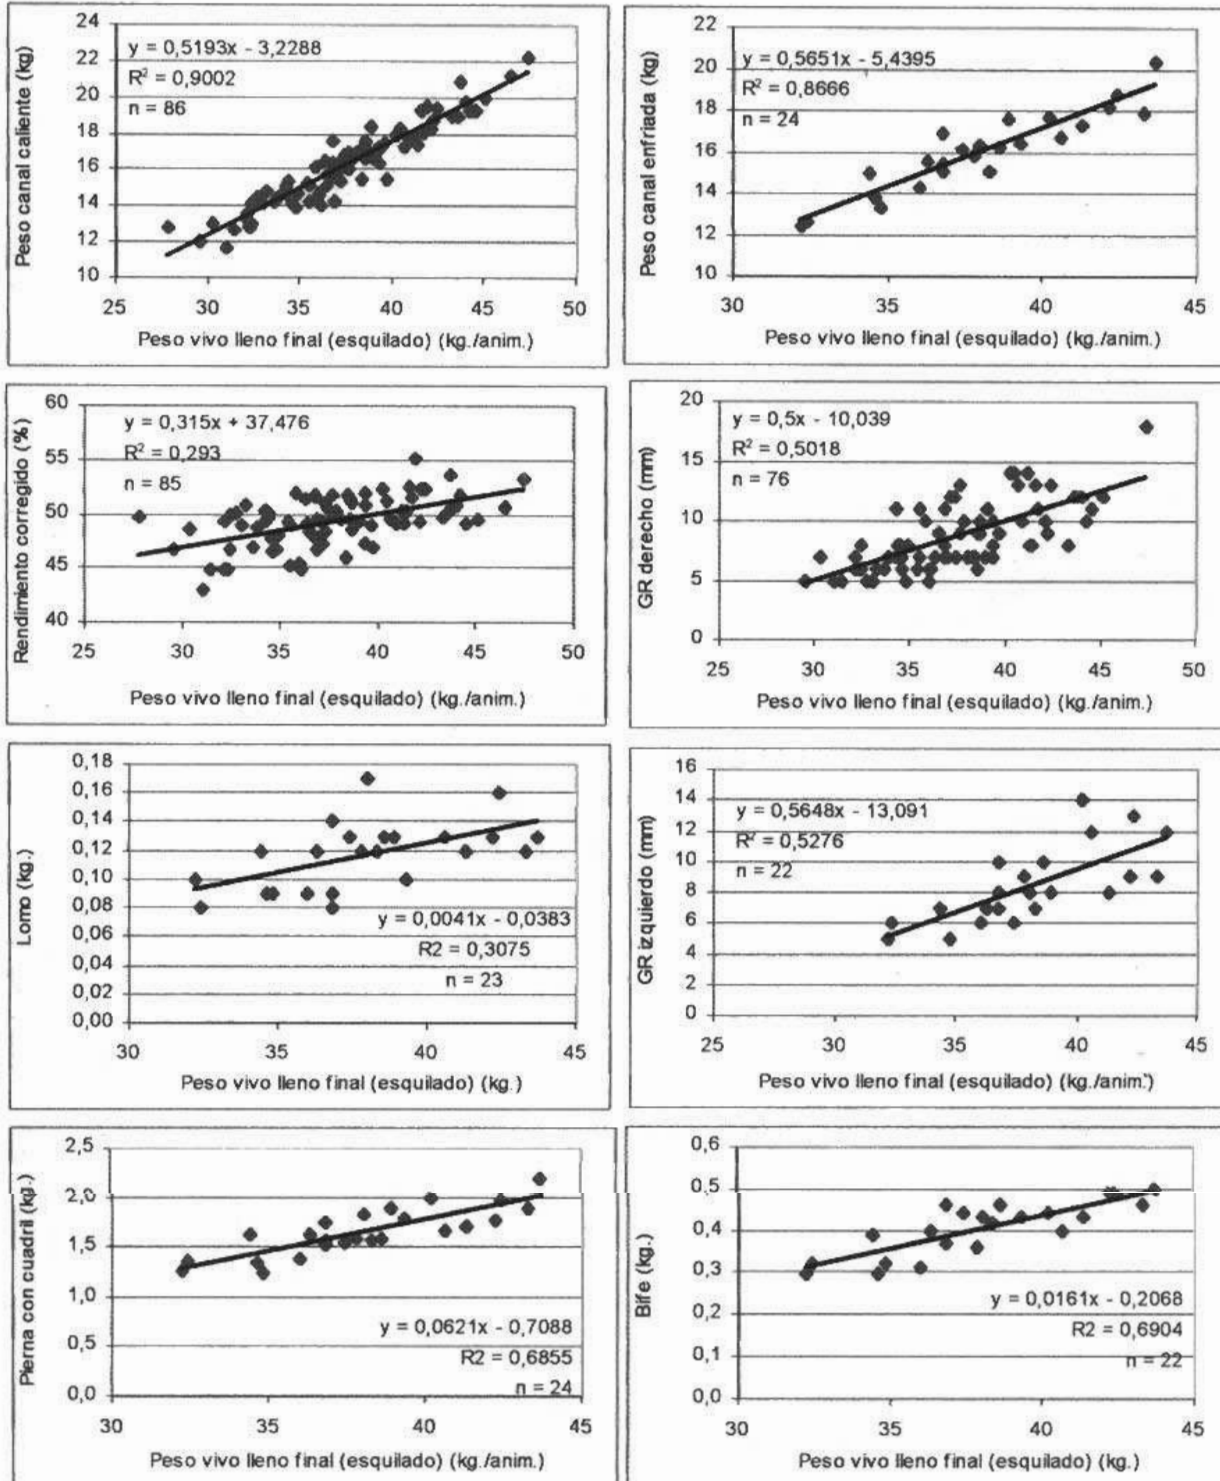 24
22
20
18
16
14
12
10
Peso canal caliente (kg)
y = 0,5193x - 3,2288
R² = 0,9002
n = 86
25 30 35 40 45 50
Peso vivo lleno final (esquilado) (kg./anim.)
22
20
18
16
14
12
10
Peso canal enfriada (kg)
y = 0,5651x - 5,4395
R² = 0,8666
n = 24
30 35 40 45
Peso vivo lleno final (esquilado) (kg./anim.)
60
55
50
45
40
Rendimiento corregido (%)
y = 0,315x + 37,476
R² = 0,293
n = 85
25 30 35 40 45 50
Peso vivo lleno final (esquilado) (kg./anim.)
20
15
10
5
0
GR derecho (mm)
y = 0,5x - 10,039
R² = 0,5018
n = 76
25 30 35 40 45 50
Peso vivo lleno final (esquilado) (kg./anim.)
0,18
0,16
0,14
0,12
0,10
0,08
0,06
0,04
0,02
0,00
Lomo (kg.)
y = 0,0041x - 0,0383
R2 = 0,3075
n = 23
30 35 40 45
Peso vivo lleno final (esquilado) (kg.)
16
14
12
10
8
6
4
2
0
GR izquierdo (mm)
y = 0,5648x - 13,091
R² = 0,5276
n = 22
25 30 35 40 45
Peso vivo lleno final (esquilado) (kg./anim.)
2,5
2,0
1,5
1,0
0,5
0,0
Pierna con cuadril (kg.)
y = 0,0621x - 0,7088
R2 = 0,6855
n = 24
30 35 40 45
Peso vivo lleno final (esquilado) (kg./anim.)
0,6
0,5
0,4
0,3
0,2
0,1
0,0
Bife (kg.)
y = 0,0161x - 0,2068
R2 = 0,6904
n = 22
30 35 40 45
Peso vivo lleno final (esquilado) (kg.)